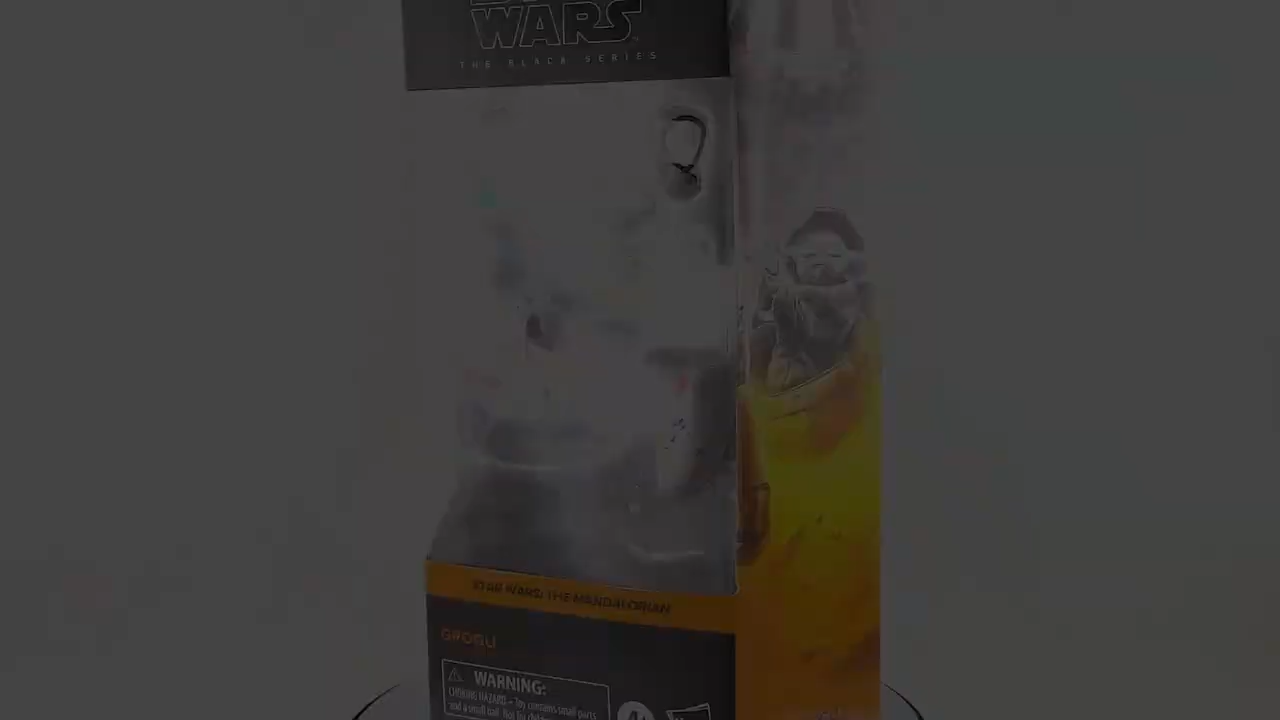 WARS
THE BLACK SERIES
STAR WARS: THE MANDALORIAN
GROGU
WARNING:
CHOKING HAZARD – Toy contains small parts
and a small ball. Not for
4+